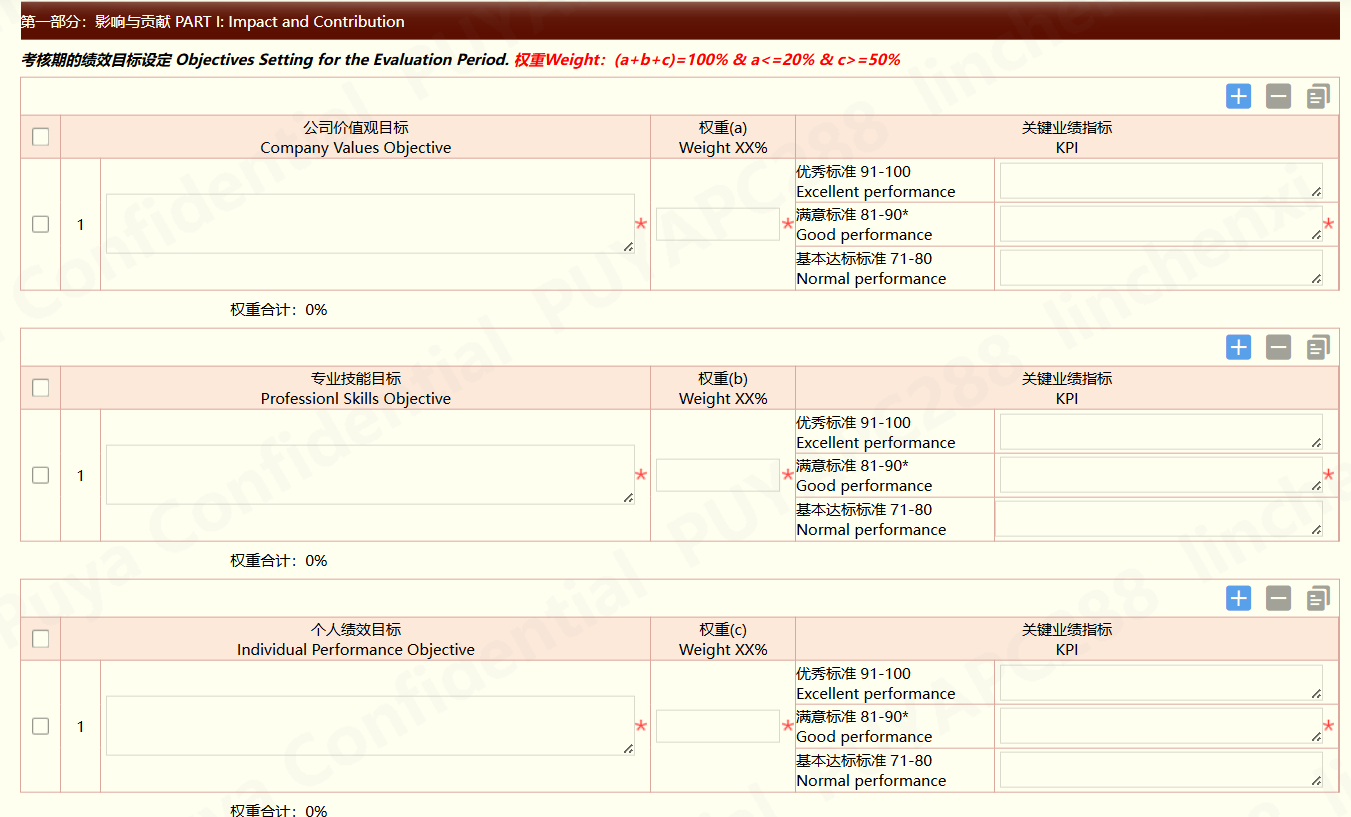 第一部分：影响与贡献 PART I: Impact and Contribution
考核期的绩效目标设定 Objectives Setting for the Evaluation Period. 权重Weight：(a+b+c)=100% & a<=20% & c>=50%
公司价值观目标
Company Values Objective
权重(a)
Weight XX%
关键业绩指标
KPI
1
*
*
优秀标准 91-100
Excellent performance
满意标准 81-90*
Good performance
*
基本达标标准 71-80
Normal performance
权重合计：0%
专业技能目标
Professionl Skills Objective
权重(b)
Weight XX%
关键业绩指标
KPI
1
*
*
优秀标准 91-100
Excellent performance
满意标准 81-90*
Good performance
*
基本达标标准 71-80
Normal performance
权重合计：0%
个人绩效目标
Individual Performance Objective
权重(c)
Weight XX%
关键业绩指标
KPI
1
*
*
优秀标准 91-100
Excellent performance
满意标准 81-90*
Good performance
*
基本达标标准 71-80
Normal performance
权重合计：0%
Puya Confidential PUYAPC288 linchenxi